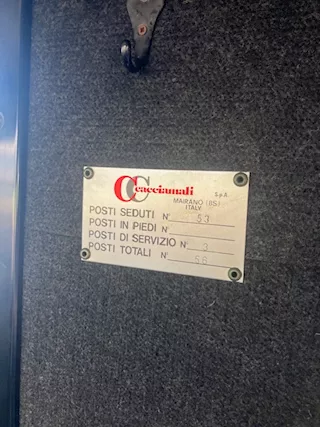 Cacciamali S.p.A.
MAIRANO (BS)
ITALY
POSTI SEDUTI N° 53
POSTI IN PIEDI N°
POSTI DI SERVIZIO N° 2
POSTI TOTALI N° 55